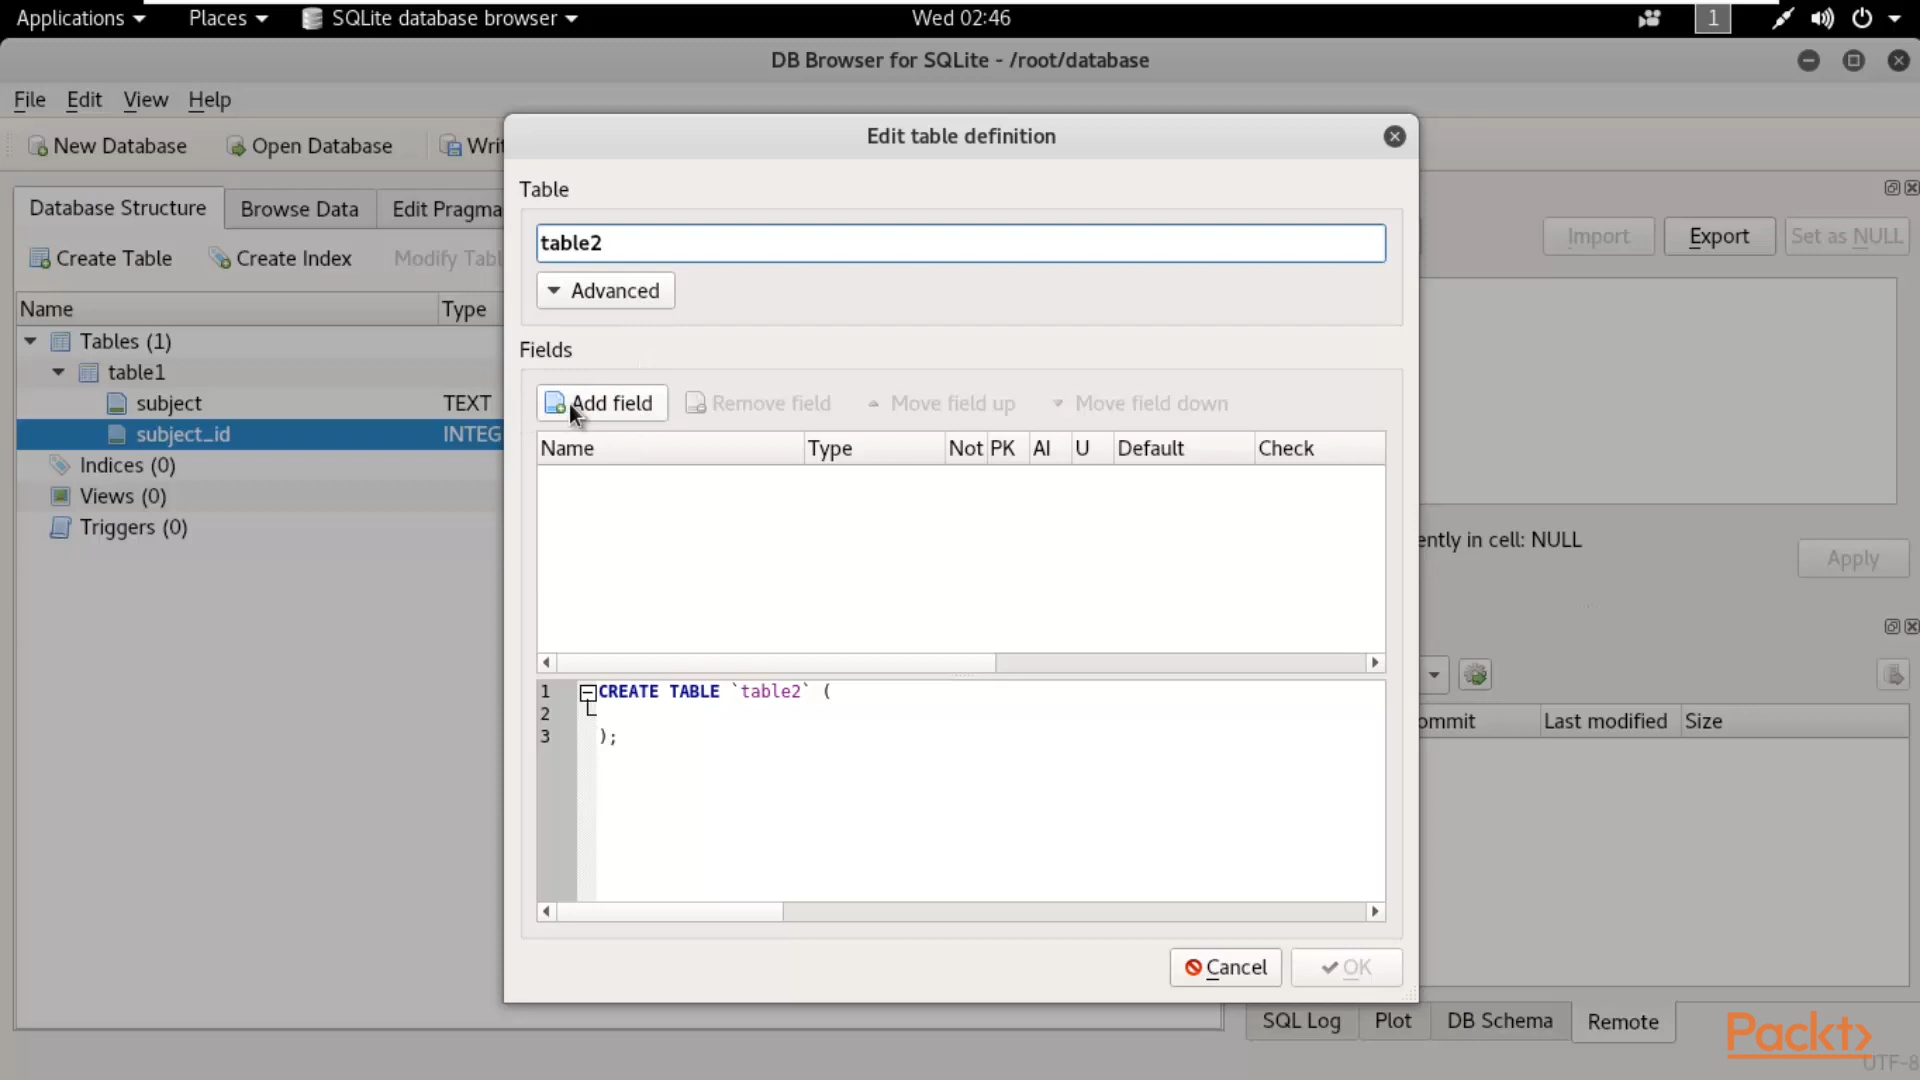 Applications Places SQLite database browser Wed 02:46 1
DB Browser for SQLite - /root/database
File Edit View Help
New Database Open Database Writ
Edit table definition
Table
table2
Advanced
Database Structure Browse Data Edit Pragma
Create Table Create Index Modify Tabl
Import Export Set as NULL
Name Type
Tables (1)
table1
subject TEXT
subject_id INTEG
Indices (0)
Views (0)
Triggers (0)
Fields
Add field Remove field Move field up Move field down
Name Type Not PK AI U Default Check
1 CREATE TABLE `table2` (
2
3 );
Cancel OK
ently in cell: NULL
Apply
ommit Last modified Size
SQL Log Plot DB Schema Remote
Packt>
UTF-8